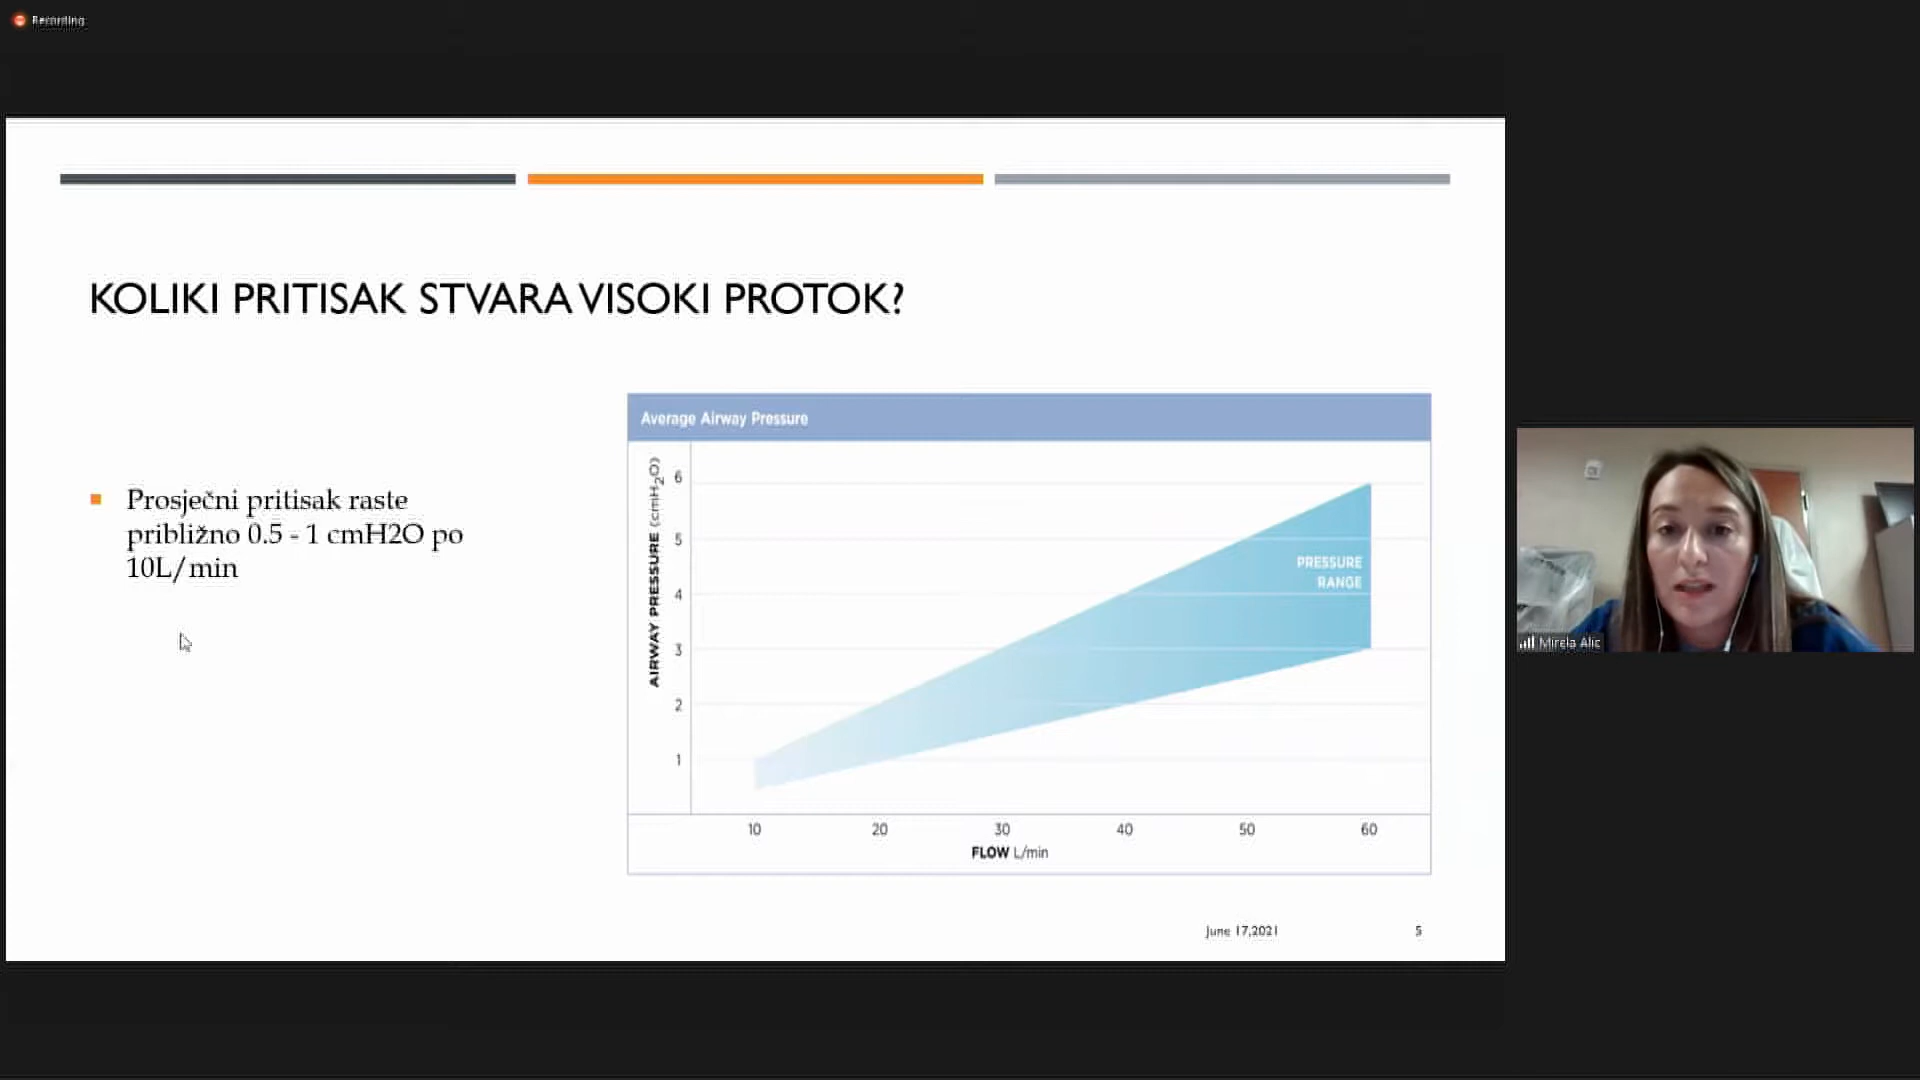 Recording
KOLIKI PRITISAK STVARA VISOKI PROTOK?
Prosječni pritisak raste
približno 0.5 - 1 cmH2O po
10L/min
Average Airway Pressure
AIRWAY PRESSURE (cmH2O)
6
5
4
3
2
1
PRESSURE
RANGE
10 20 30 40 50 60
FLOW L/min
June 17,2021 5
Mirela Alic